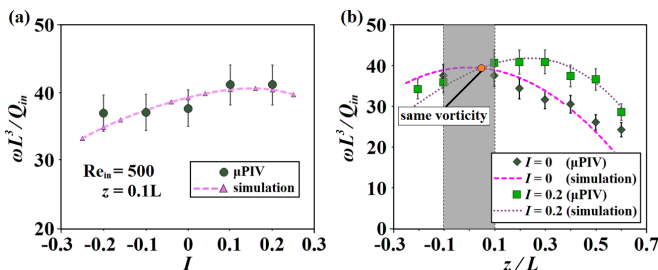 (a)
ωL³/Q_in
50
40
30
20
-0.3 -0.2 -0.1 0 0.1 0.2 0.3
I
Re_in = 500
z = 0.1L
μPIV
simulation
(b)
ωL³/Q_in
50
40
30
20
10
0
-0.3 -0.1 0.1 0.3 0.5 0.7
z/L
same vorticity
I = 0 (μPIV)
I = 0 (simulation)
I = 0.2 (μPIV)
I = 0.2 (simulation)